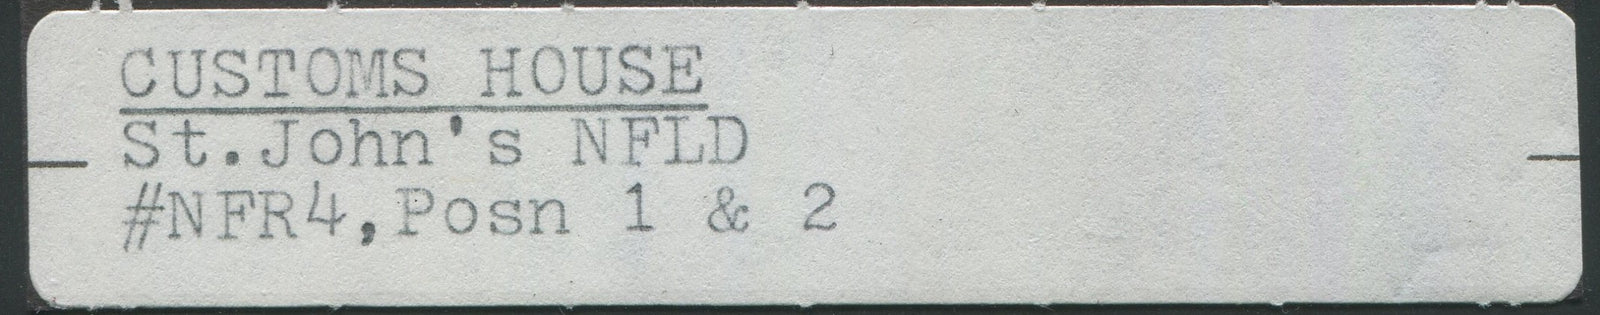 CUSTOMS HOUSE
St.John's NFLD
#NFR4,Posn 1 & 2